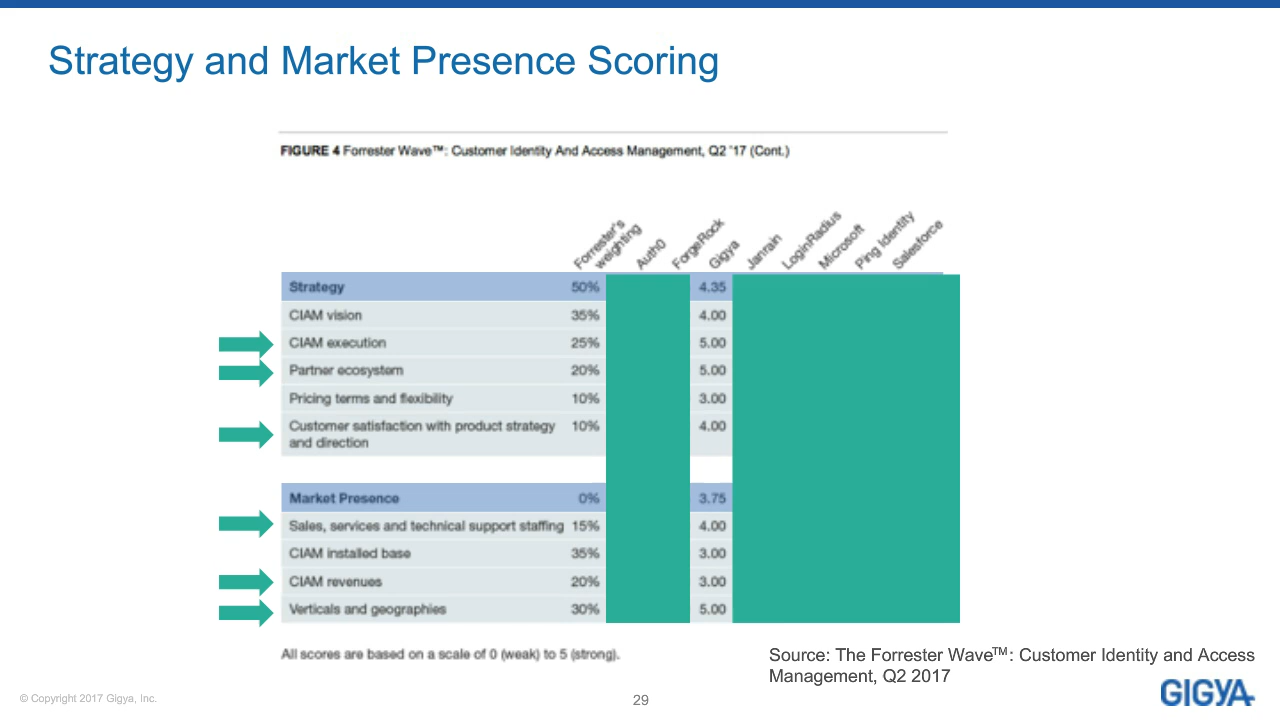 Strategy and Market Presence Scoring
FIGURE 4 Forrester Wave™: Customer Identity And Access Management, Q2 '17 (Cont.)
Forrester's weighting
Auth0
ForgeRock
Gigya
Janrain
LoginRadius
Microsoft
Ping Identity
Salesforce
Strategy 50% 4.35
CIAM vision 35% 4.00
CIAM execution 25% 5.00
Partner ecosystem 20% 5.00
Pricing terms and flexibility 10% 3.00
Customer satisfaction with product strategy 10% 4.00
and direction
Market Presence 0% 3.75
Sales, services and technical support staffing 15% 4.00
CIAM installed base 35% 3.00
CIAM revenues 20% 3.00
Verticals and geographies 30% 5.00
All scores are based on a scale of 0 (weak) to 5 (strong).
Source: The Forrester Wave™: Customer Identity and Access
Management, Q2 2017
© Copyright 2017 Gigya, Inc.
29
GIGYA